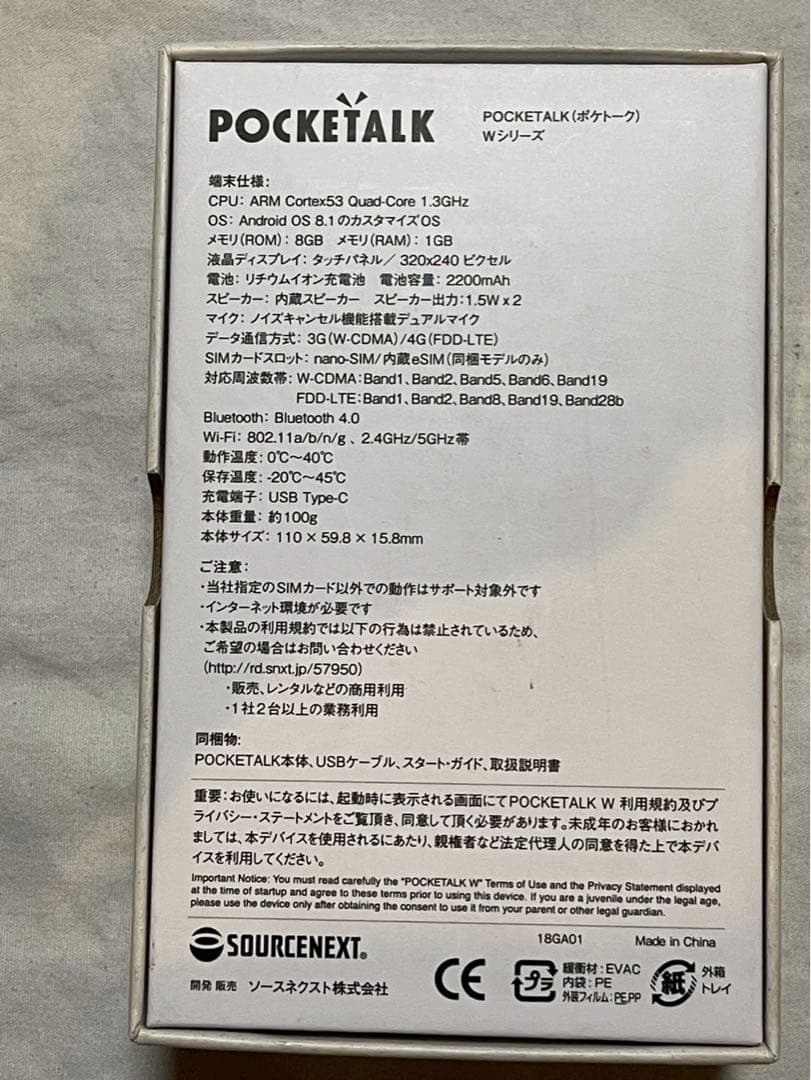 POCKETALK
POCKETALK(ポケトーク)
Wシリーズ
端末仕様:
CPU: ARM Cortex53 Quad-Core 1.3GHz
OS: Android OS 8.1のカスタマイズOS
メモリ(ROM): 8GB メモリ(RAM): 1GB
液晶ディスプレイ: タッチパネル/ 320x240 ピクセル
電池: リチウムイオン充電池 電池容量: 2200mAh
スピーカー: 内蔵スピーカー スピーカー出力:1.5W x 2
マイク: ノイズキャンセル機能搭載デュアルマイク
データ通信方式: 3G(W-CDMA)/4G(FDD-LTE)
SIMカードスロット: nano-SIM/内蔵eSIM(同梱モデルのみ)
対応周波数帯: W-CDMA:Band1、Band2、Band5、Band6、Band19
FDD-LTE:Band1、Band2、Band8、Band19、Band28b
Bluetooth: Bluetooth 4.0
Wi-Fi: 802.11a/b/n/g 、2.4GHz/5GHz帯
動作温度: 0℃〜40℃
保存温度: -20℃〜45℃
充電端子: USB Type-C
本体重量: 約100g
本体サイズ: 110 × 59.8 × 15.8mm
ご注意:
・当社指定のSIMカード以外での動作はサポート対象外です
・インターネット環境が必要です
・本製品の利用規約では以下の行為は禁止されているため、
ご希望の場合はお問い合わせください
(http://rd.snxt.jp/57950)
・販売、レンタルなどの商用利用
・1社2台以上の業務利用
同梱物:
POCKETALK本体、USBケーブル、スタート・ガイド、取扱説明書
重要: お使いになるには、起動時に表示される画面にてPOCKETALK W 利用規約及びプ
ライバシー・ステートメントをご覧頂き、同意して頂く必要があります。未成年のお客様におかれ
ましては、本デバイスを使用されるにあたり、親権者など法定代理人の同意を得た上で本デバ
イスを利用してください。
Important Notice: You must read carefully the "POCKETALK W" Terms of Use and the Privacy Statement displayed
at the time of startup and agree to these terms prior to using this device. If you are a juvenile under the legal age,
please use the device only after obtaining the consent to use it from your parent or other legal guardian.
SOURCENEXT.
18GA01
Made in China
開発 販売 ソースネクスト株式会社
CE
プラ
緩衝材: EVAC
内袋: PE
外装フィルム: PE,PP
紙
外箱
トレイ